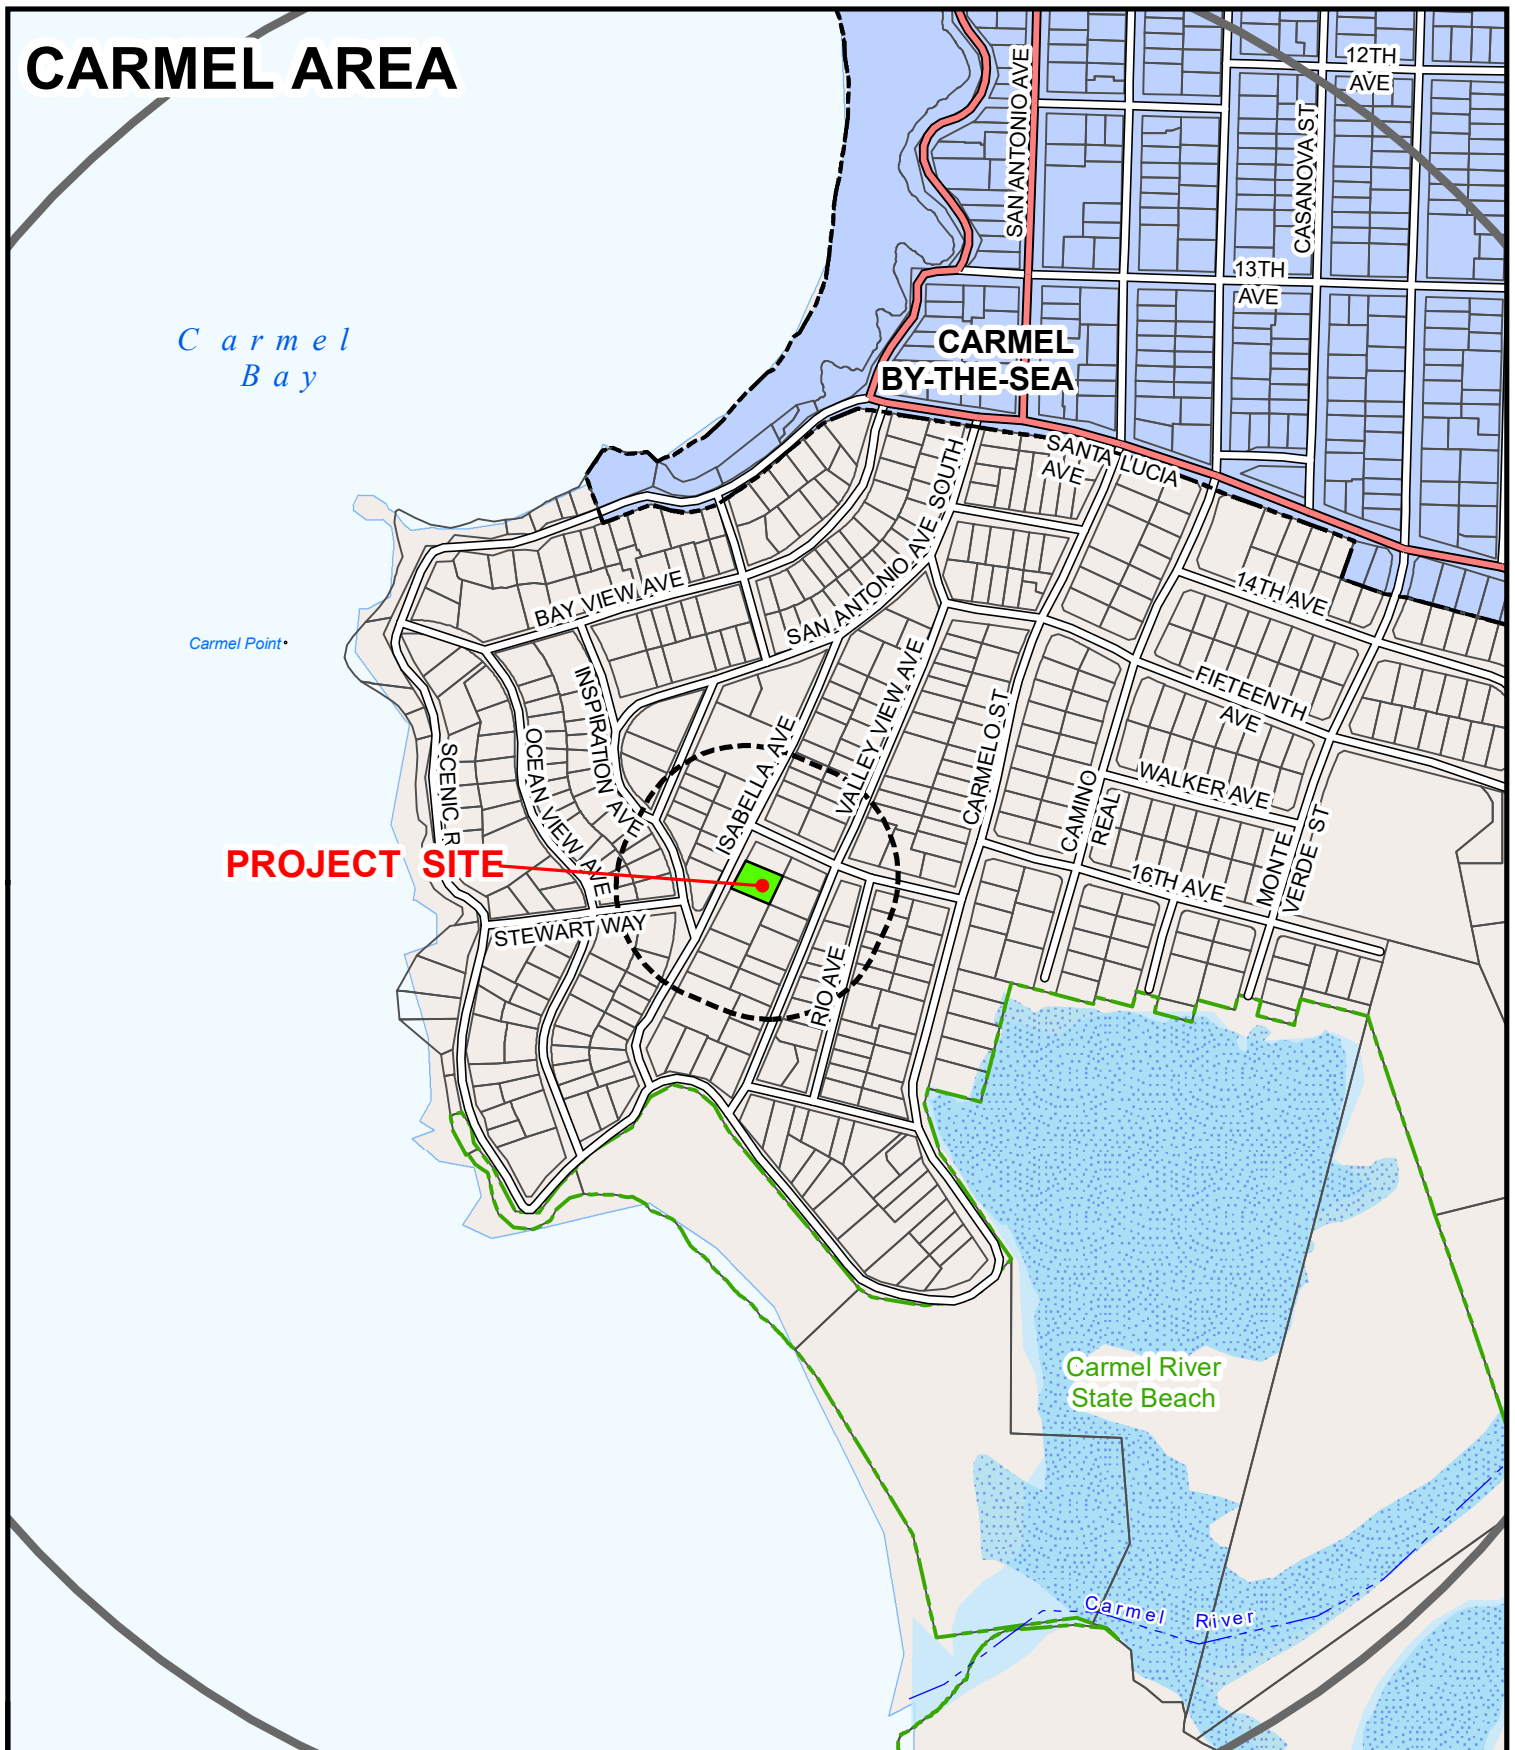 CARMEL AREA
12TH
AVE
SAN ANTONIO AVE
CASANOVA ST
13TH
AVE
Carmel
Bay
CARMEL
BY-THE-SEA
SANTA LUCIA
AVE
SAN ANTONIO AVE SOUTH
14TH AVE
BAY VIEW AVE
Carmel Point
FIFTEENTH
AVE
INSPIRATION AVE
VALLEY VIEW AVE
CARMELO ST
ISABELLA AVE
OCEAN VIEW AVE
SCENIC R
WALKER AVE
CAMINO
REAL
MONTE
VERDE ST
PROJECT SITE
16TH AVE
STEWART WAY
RIO AVE
Carmel River
State Beach
Carmel River